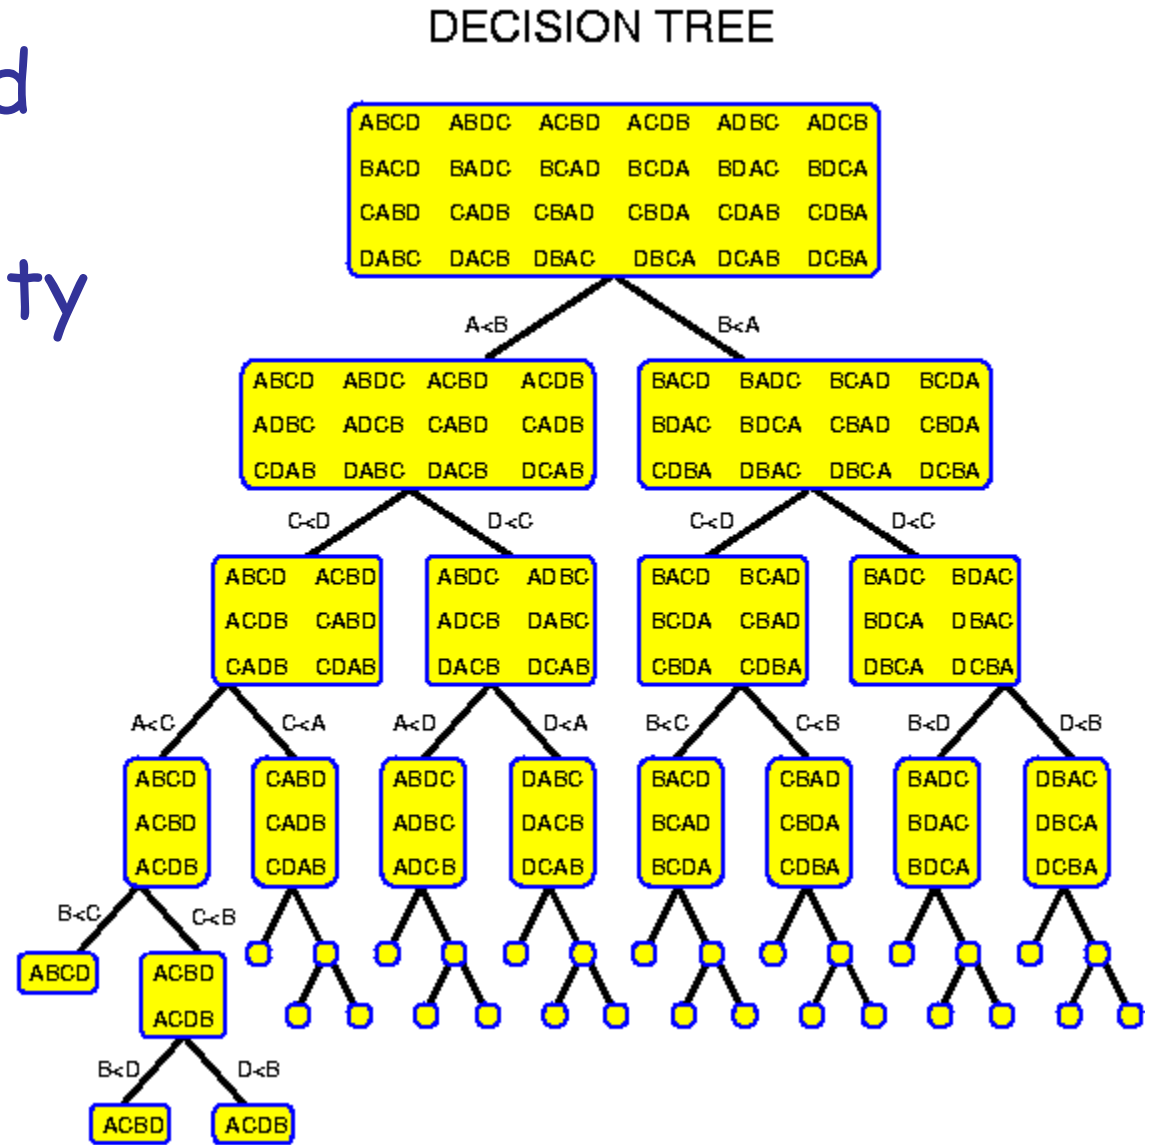 DECISION TREE
d
ty
ABCD ABDC ACBD ACDB ADBC ADCB
BACD BADC BCAD BCDA BDAC BDCA
CABD CADB CBAD CBDA CDAB CDBA
DABC DACB DBAC DBCA DCAB DCBA
A<B B<A
ABCD ABDC ACBD ACDB
ADBC ADCB CABD CADB
CDAB DABC DACB DCAB
BACD BADC BCAD BCDA
BDAC BDCA CBAD CBDA
CDBA DBAC DBCA DCBA
C<D D<C C<D D<C
ABCD ACBD
ACDB CABD
CADB CDAB
ABDC ADBC
ADCB DABC
DACB DCAB
BACD BCAD
BCDA CBAD
CBDA CDBA
BADC BDAC
BDCA DBAC
DBCA DCBA
A<C C<A A<D D<A B<C C<B B<D D<B
ABCD
ACBD
ACDB
CABD
CADB
CDAB
ABDC
ADBC
ADCB
DABC
DACB
DCAB
BACD
BCAD
BCDA
CBAD
CBDA
CDBA
BADC
BDAC
BDCA
DBAC
DBCA
DCBA
B<C C<B
ABCD
ACBD
ACDB
B<D D<B
ACBD ACDB